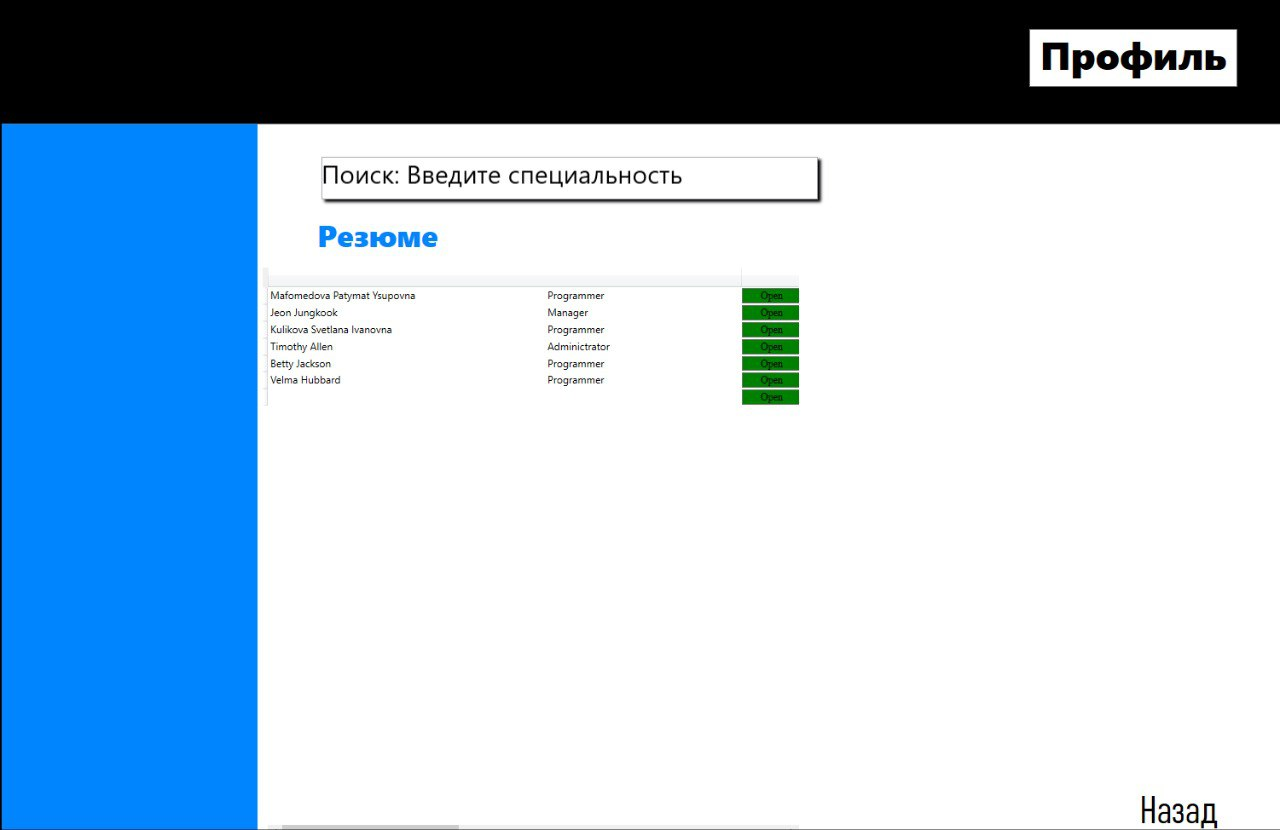 Профиль
Поиск: Введите специальность
Резюме
Mafomedova Patymat Ysupovna Programmer Open
Jeon Jungkook Manager Open
Kulikova Svetlana Ivanovna Programmer Open
Timothy Allen Adminictrator Open
Betty Jackson Programmer Open
Velma Hubbard Programmer Open
Open
Назад